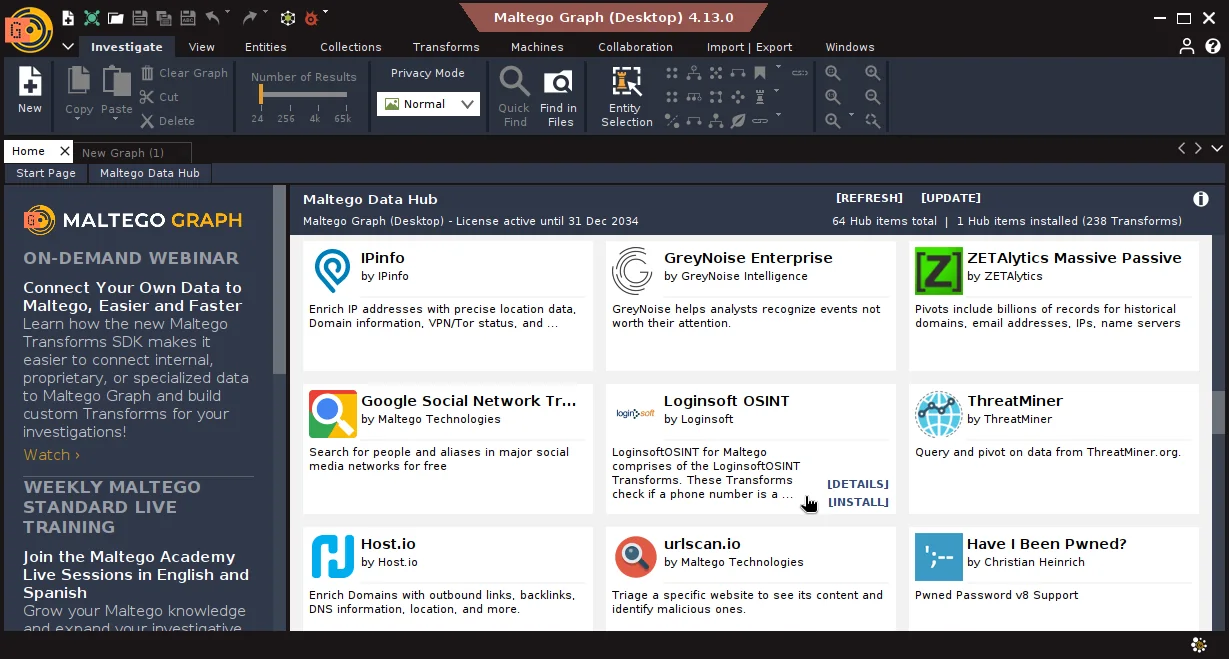 Maltego Graph (Desktop) 4.13.0
Investigate View Entities Collections Transforms Machines Collaboration Import | Export Windows
New
Copy
Paste
Clear Graph
Cut
Delete
Number of Results
24 256 4k 65k
Privacy Mode
Normal
Quick
Find
Find in
Files
Entity
Selection
Home
New Graph (1)
Start Page
Maltego Data Hub
MALTEGO GRAPH
ON-DEMAND WEBINAR
Connect Your Own Data to
Maltego, Easier and Faster
Learn how the new Maltego
Transforms SDK makes it
easier to connect internal,
proprietary, or specialized data
to Maltego Graph and build
custom Transforms for your
investigations!
Watch ›
WEEKLY MALTEGO
STANDARD LIVE
TRAINING
Join the Maltego Academy
Live Sessions in English and
Spanish
Grow your Maltego knowledge
and expand your investigative
Maltego Data Hub
[REFRESH] [UPDATE]
Maltego Graph (Desktop) - License active until 31 Dec 2034
64 Hub items total | 1 Hub items installed (238 Transforms)
IPinfo
by IPinfo
Enrich IP addresses with precise location data,
Domain information, VPN/Tor status, and ...
GreyNoise Enterprise
by GreyNoise Intelligence
GreyNoise helps analysts recognize events not
worth their attention.
ZETAlytics Massive Passive
by ZETAlytics
Pivots include billions of records for historical
domains, email addresses, IPs, name servers
Google Social Network Tr...
by Maltego Technologies
Search for people and aliases in major social
media networks for free
loginsoft
Loginsoft OSINT
by Loginsoft
LoginsoftOSINT for Maltego
comprises of the LoginsoftOSINT
Transforms. These Transforms
check if a phone number is a ...
[DETAILS]
[INSTALL]
ThreatMiner
by ThreatMiner
Query and pivot on data from ThreatMiner.org.
Host.io
by Host.io
Enrich Domains with outbound links, backlinks,
DNS information, location, and more.
urlscan.io
by Maltego Technologies
Triage a specific website to see its content and
identify malicious ones.
';--
Have I Been Pwned?
by Christian Heinrich
Pwned Password v8 Support